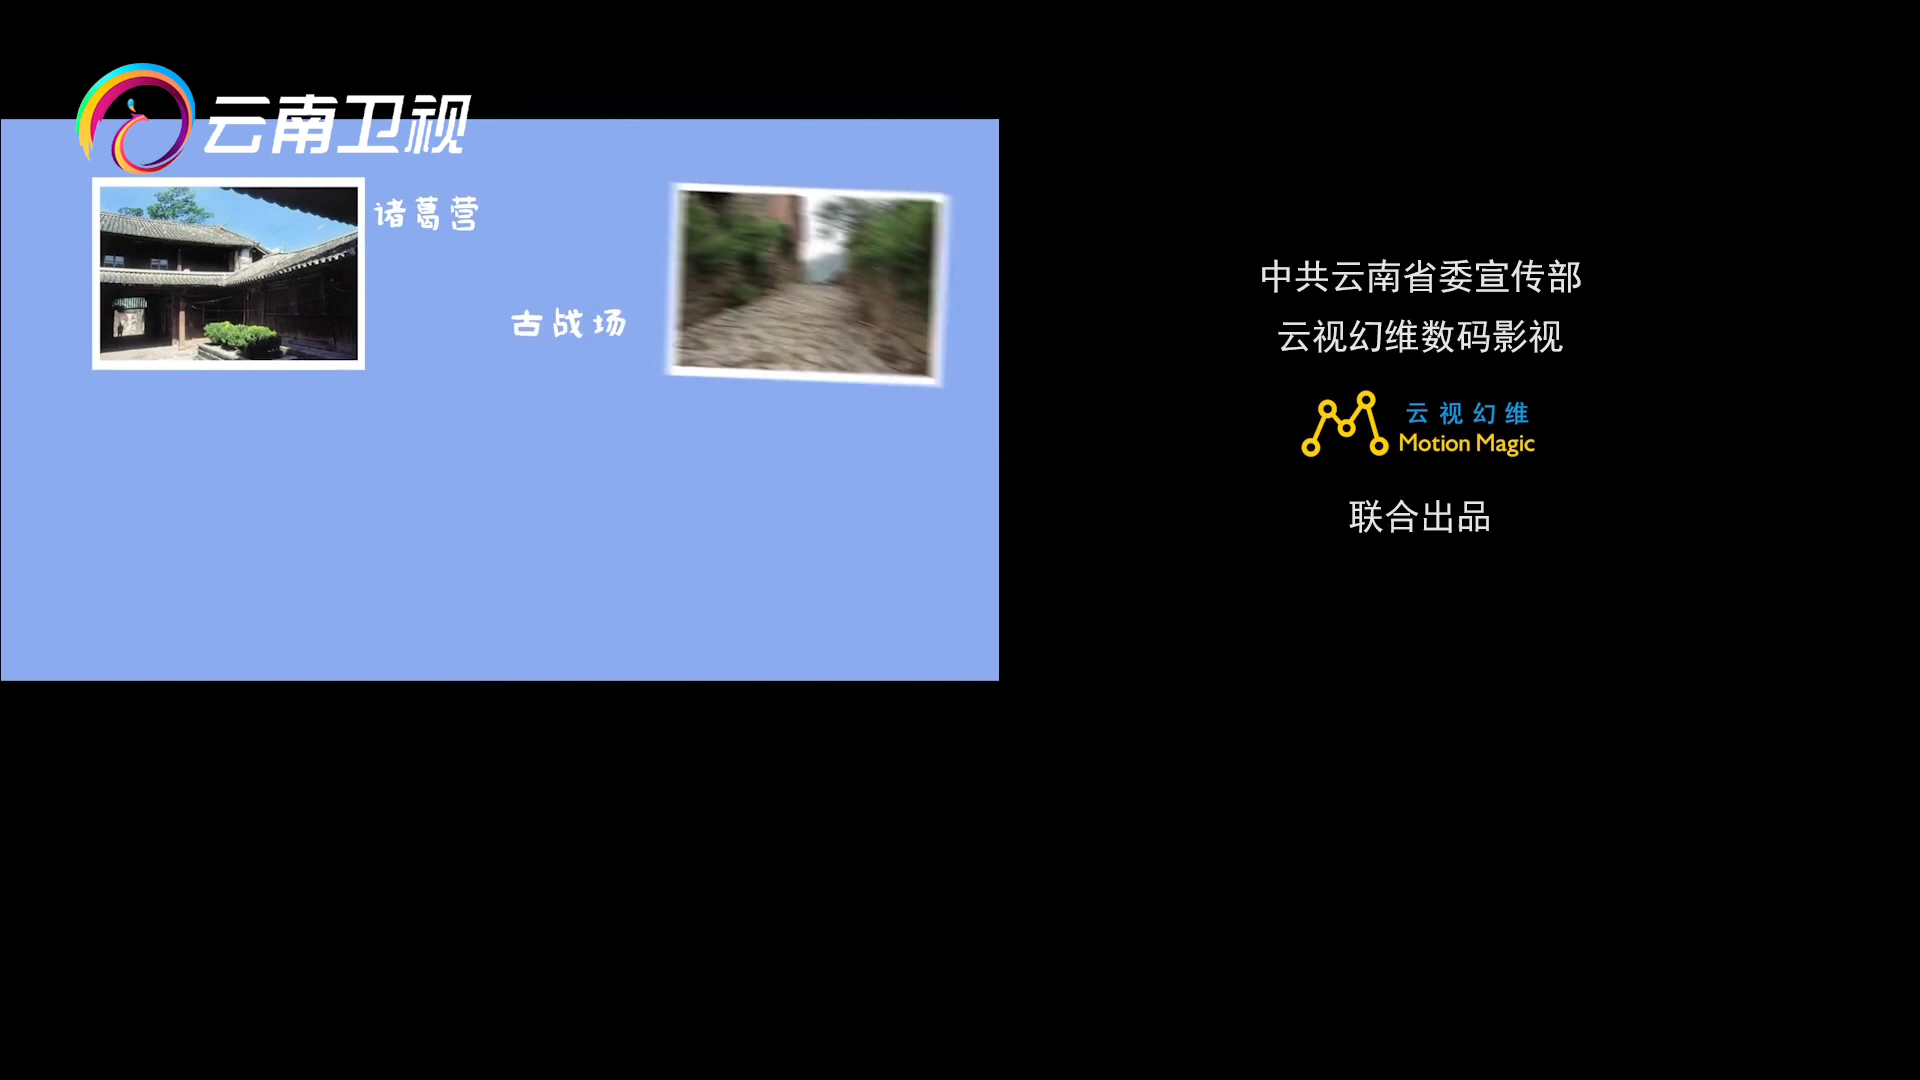 云南卫视
诸葛营
古战场
中共云南省委宣传部
云视幻维数码影视
云视幻维
Motion Magic
联合出品